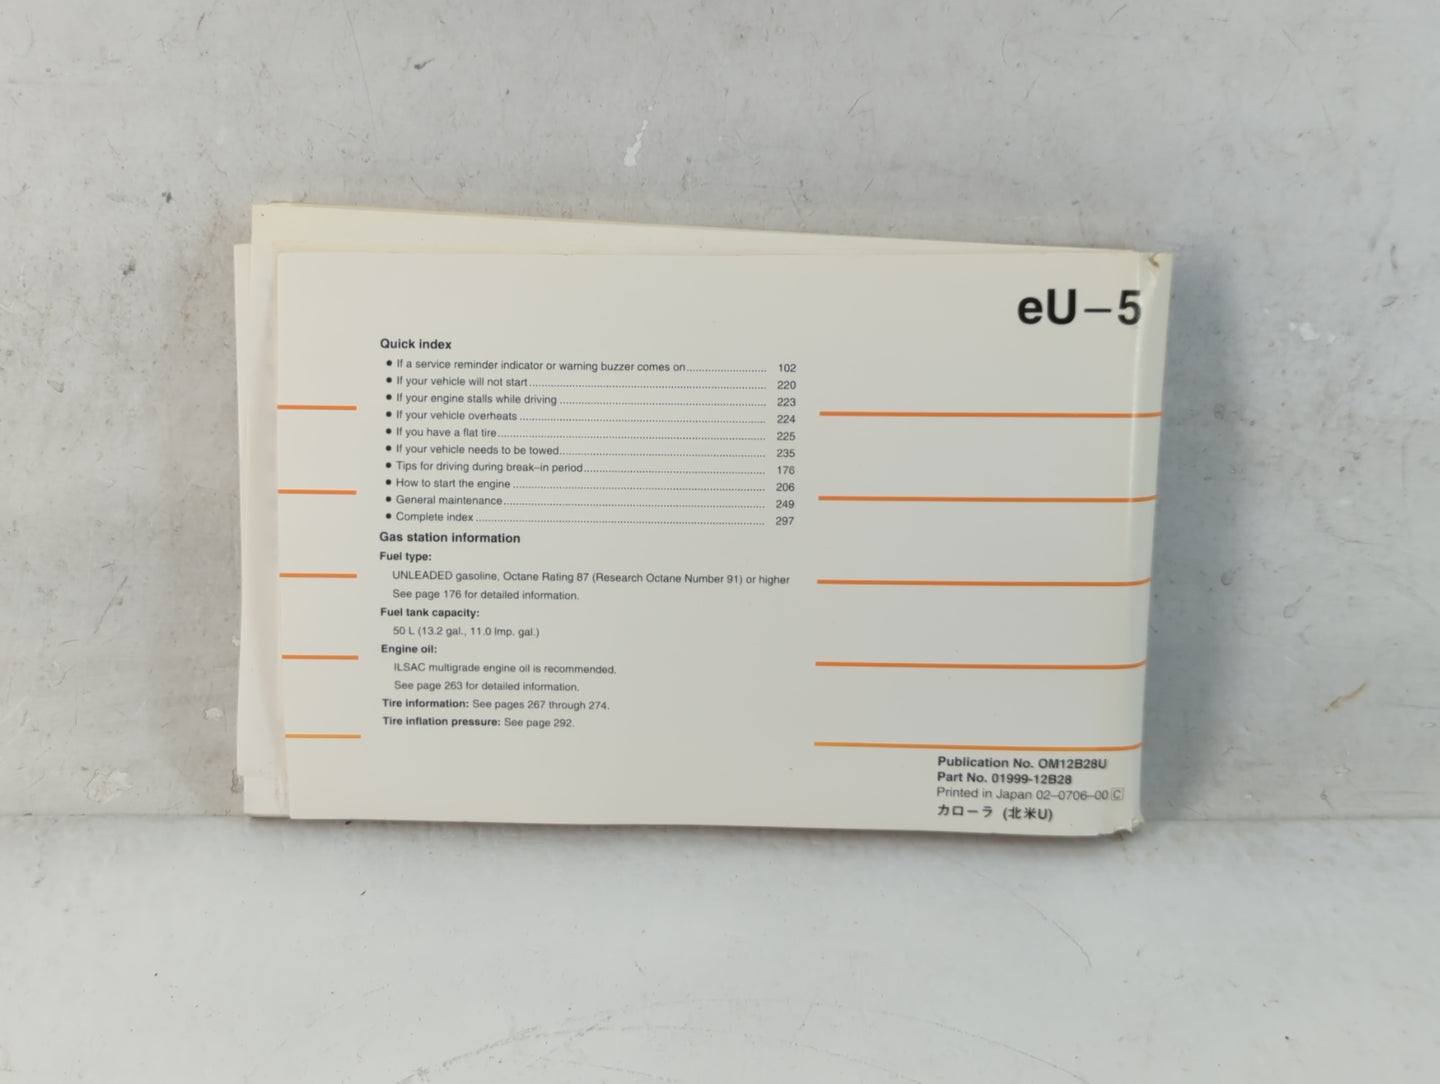 eU–5
Quick index
● If a service reminder indicator or warning buzzer comes on........................ 102
● If your vehicle will not start........................ 220
● If your engine stalls while driving ........................ 223
● If your vehicle overheats ........................ 224
● If you have a flat tire........................ 225
● If your vehicle needs to be towed........................ 235
● Tips for driving during break–in period........................ 176
● How to start the engine ........................ 206
● General maintenance........................ 249
● Complete index ........................ 297
Gas station information
Fuel type:
UNLEADED gasoline, Octane Rating 87 (Research Octane Number 91) or higher
See page 176 for detailed information.
Fuel tank capacity:
50 L (13.2 gal., 11.0 Imp. gal.)
Engine oil:
ILSAC multigrade engine oil is recommended.
See page 263 for detailed information.
Tire information: See pages 267 through 274.
Tire inflation pressure: See page 292.
Publication No. OM12B28U
Part No. 01999-12B28
Printed in Japan 02–0706–00 C
カローラ (北米U)